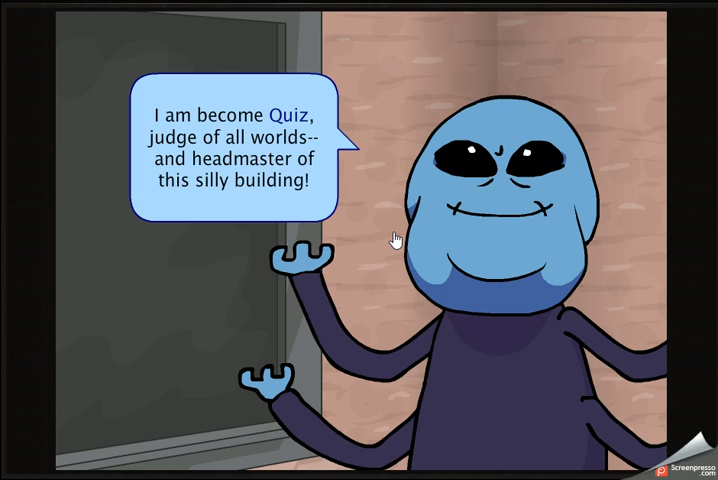 I am become Quiz,
judge of all worlds--
and headmaster of
this silly building!
Screenpresso
.com